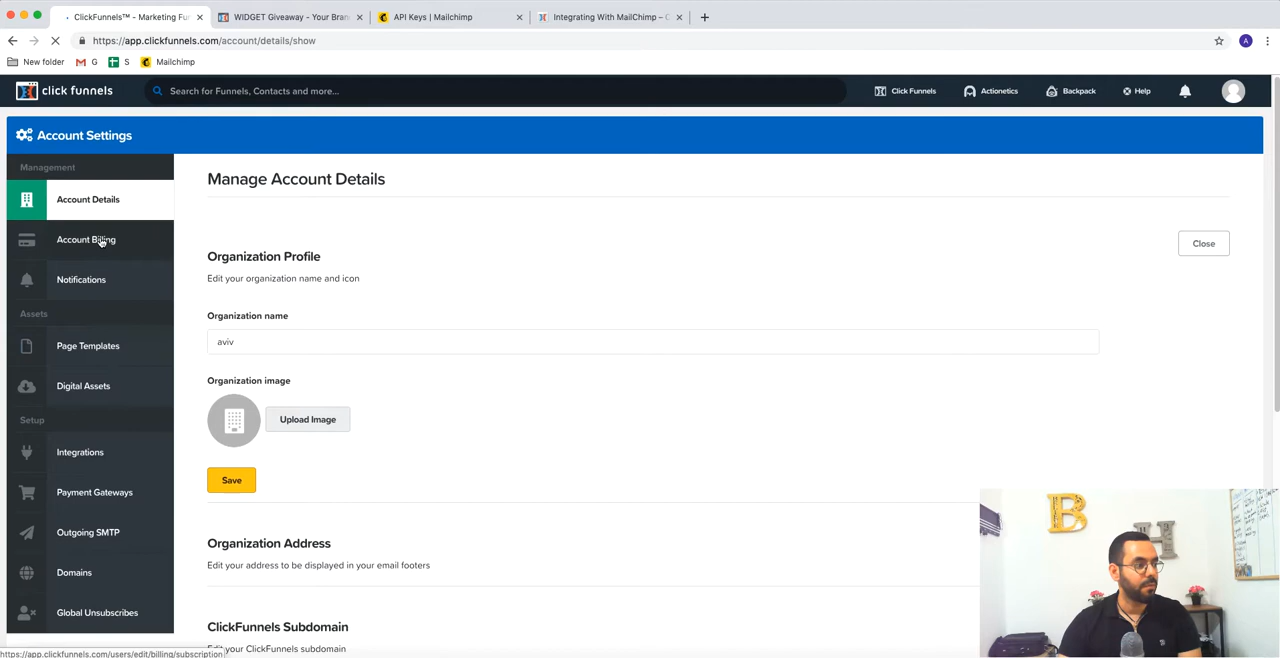 ClickFunnels™ - Marketing Fun
WIDGET Giveaway - Your Bran
API Keys | Mailchimp
Integrating With MailChimp – C
https://app.clickfunnels.com/account/details/show
A
New folder
G
S
Mailchimp
click funnels
Search for Funnels, Contacts and more...
Click Funnels
Actionetics
Backpack
Help
Account Settings
Management
Account Details
Account Billing
Notifications
Assets
Page Templates
Digital Assets
Setup
Integrations
Payment Gateways
Outgoing SMTP
Domains
Global Unsubscribes
Manage Account Details
Close
Organization Profile
Edit your organization name and icon
Organization name
aviv
Organization image
Upload Image
Save
Organization Address
Edit your address to be displayed in your email footers
ClickFunnels Subdomain
Edit your ClickFunnels subdomain
B H
https://app.clickfunnels.com/users/edit/billing/subscription